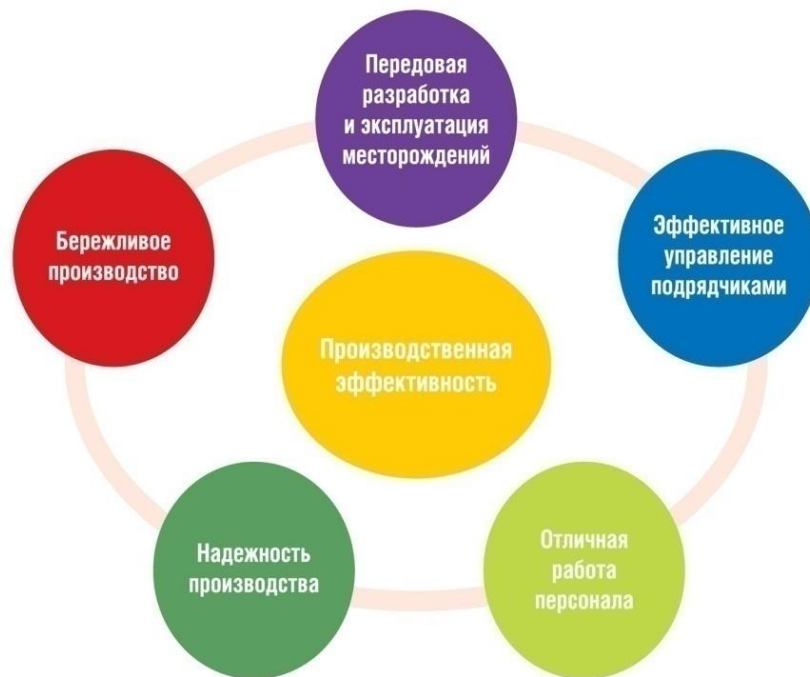 Передовая
разработка
и эксплуатация
месторождений
Эффективное
управление
подрядчиками
Бережливое
производство
Производственная
эффективность
Надежность
производства
Отличная
работа
персонала